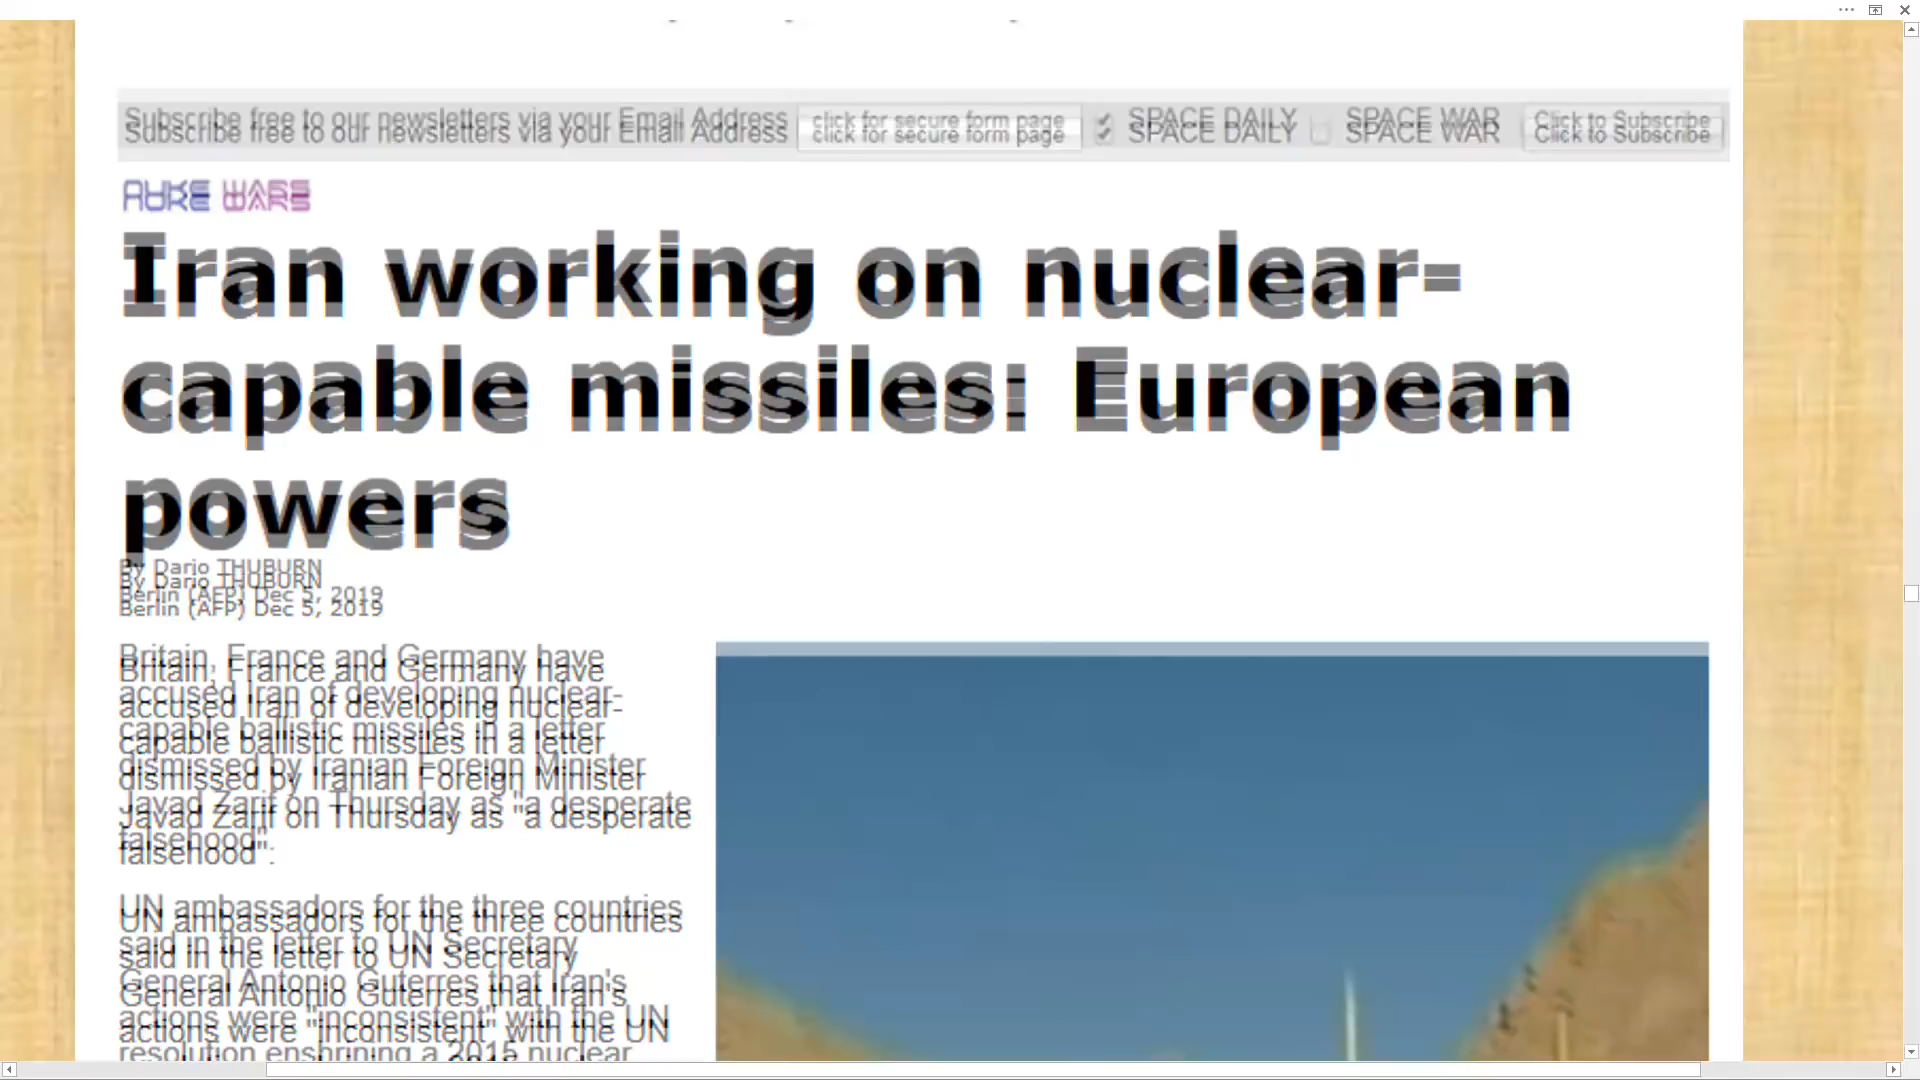 Subscribe free to our newsletters via your Email Address click for secure form page SPACE DAILY SPACE WAR Click to Subscribe
NUKE WARS
Iran working on nuclear-
capable missiles: European
powers
By Dario THUBURN
Berlin (AFP) Dec 5, 2019
Britain, France and Germany have
accused Iran of developing nuclear-
capable ballistic missiles in a letter
dismissed by Iranian Foreign Minister
Javad Zarif on Thursday as "a desperate
falsehood".
UN ambassadors for the three countries
said in the letter to UN Secretary
General Antonio Guterres that Iran's
actions were "inconsistent" with the UN
resolution enshrining a 2015 nuclear